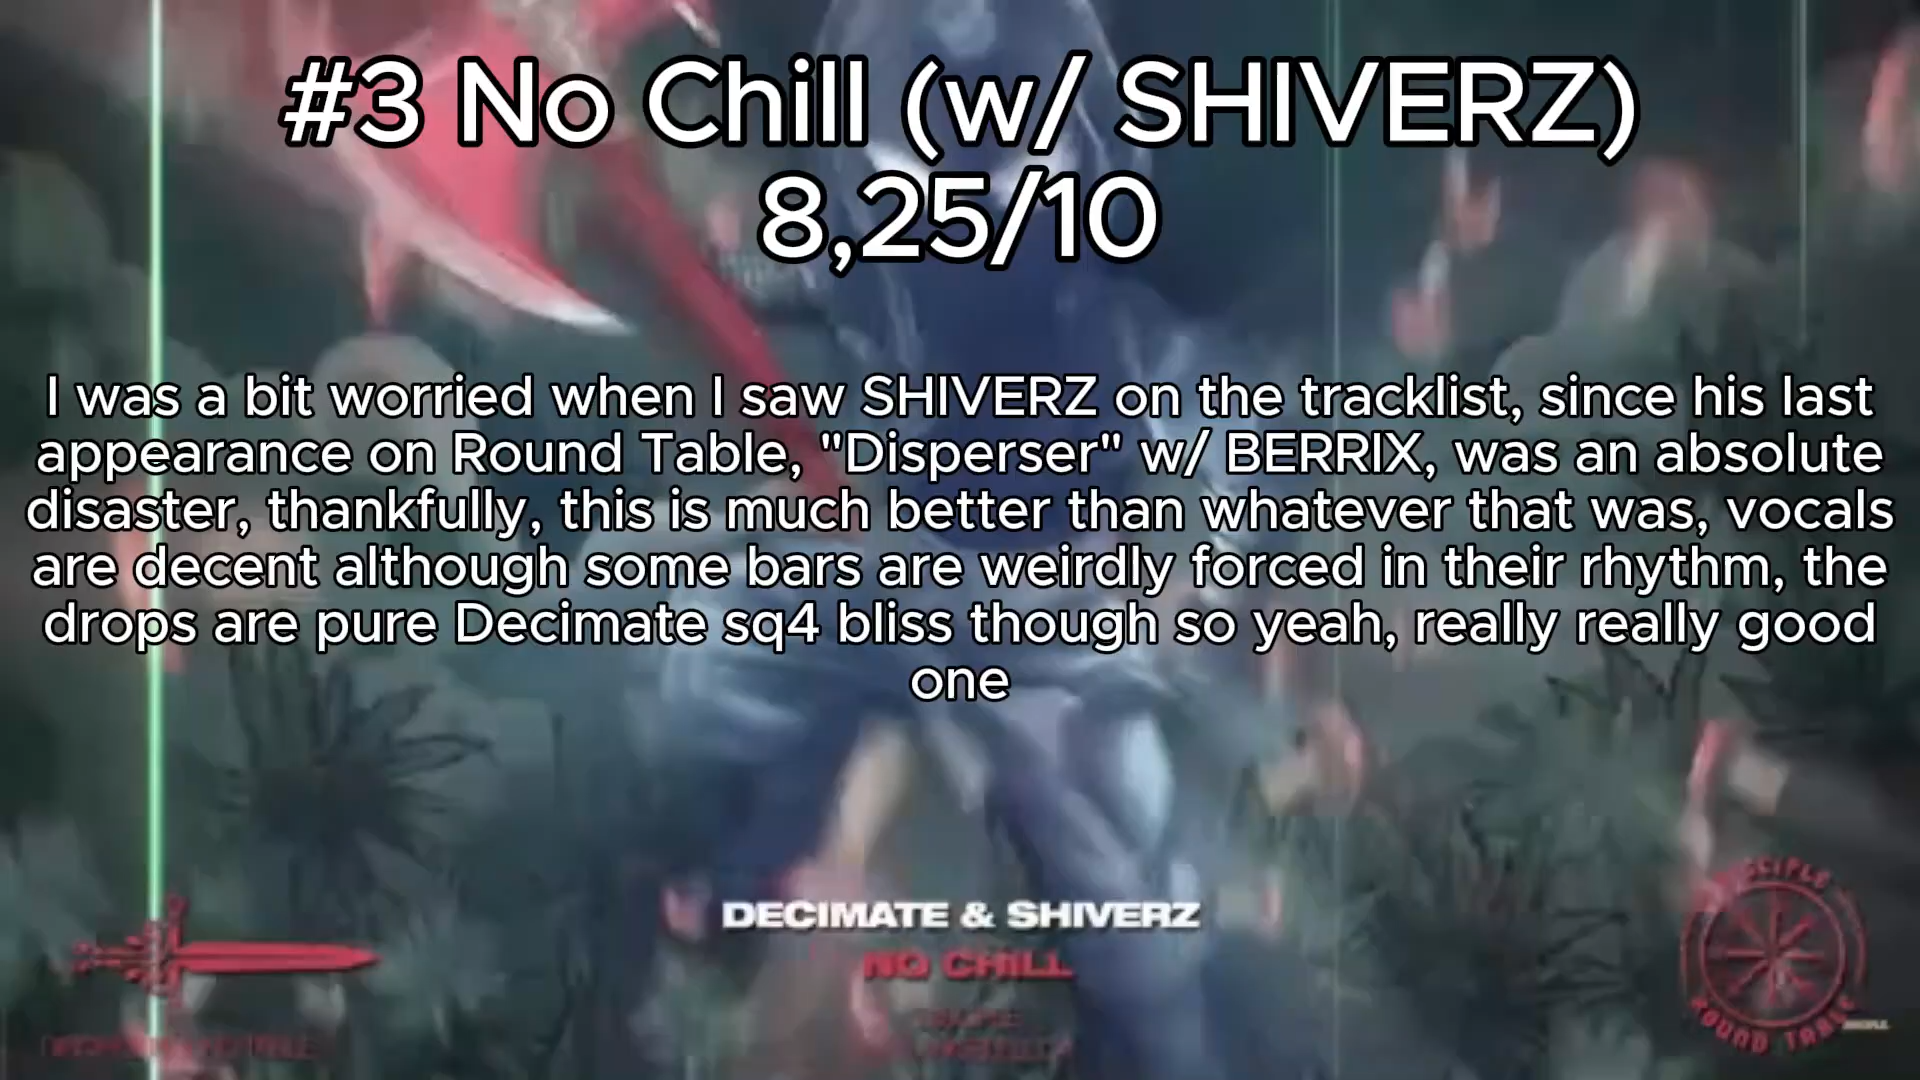 #3 No Chill (w/ SHIVERZ)
8,25/10
I was a bit worried when I saw SHIVERZ on the tracklist, since his last
appearance on Round Table, "Disperser" w/ BERRIX, was an absolute
disaster, thankfully, this is much better than whatever that was, vocals
are decent although some bars are weirdly forced in their rhythm, the
drops are pure Decimate sq4 bliss though so yeah, really really good
one
DECIMATE & SHIVERZ
NO CHILL
DISCIPLE
ROUND TABLE